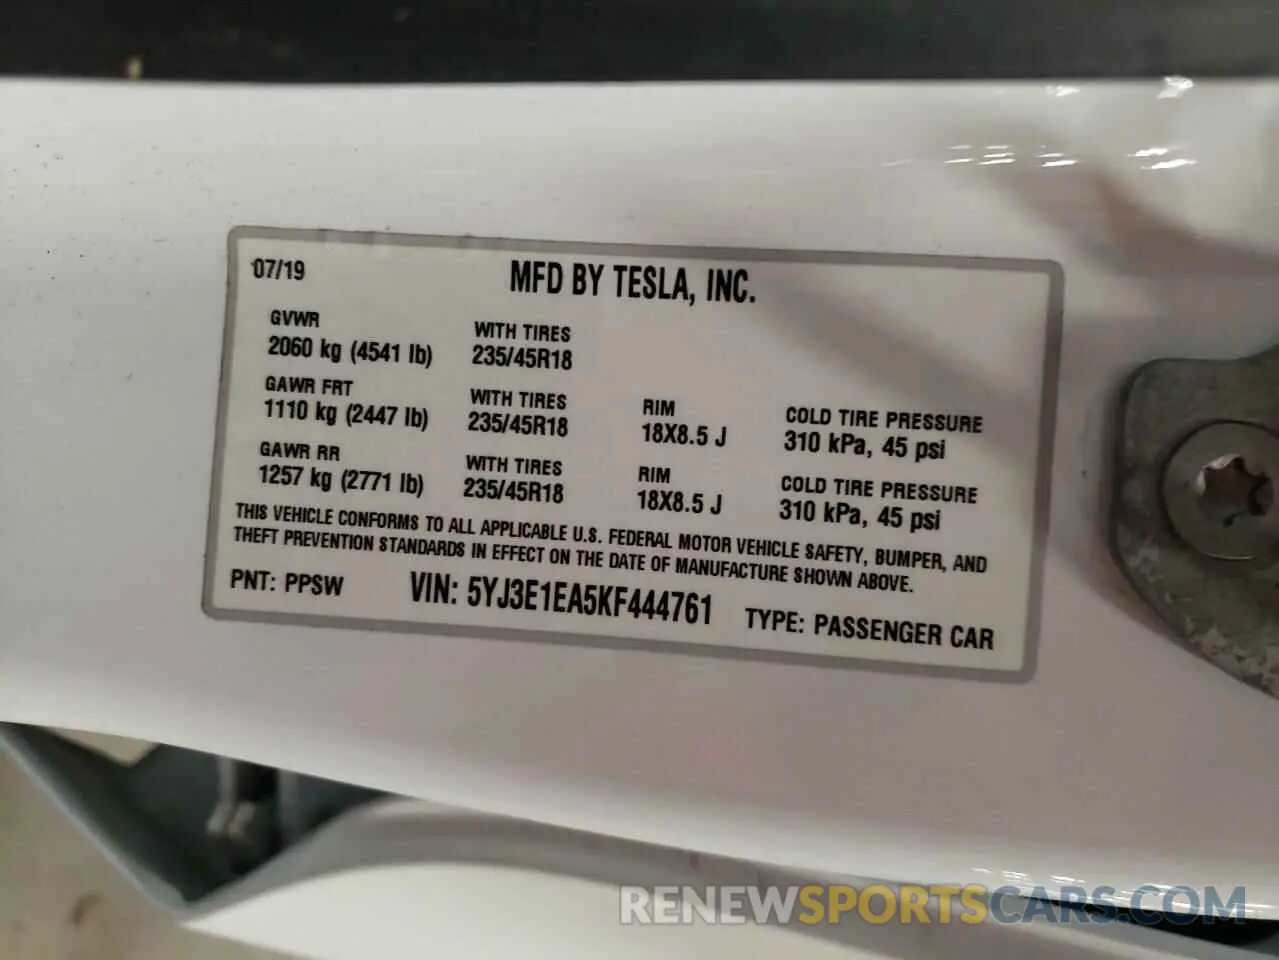 07/19 MFD BY TESLA, INC.
GVWR WITH TIRES
2060 kg (4541 lb) 235/45R18
GAWR FRT WITH TIRES RIM COLD TIRE PRESSURE
1110 kg (2447 lb) 235/45R18 18X8.5 J 310 kPa, 45 psi
GAWR RR WITH TIRES RIM COLD TIRE PRESSURE
1257 kg (2771 lb) 235/45R18 18X8.5 J 310 kPa, 45 psi
THIS VEHICLE CONFORMS TO ALL APPLICABLE U.S. FEDERAL MOTOR VEHICLE SAFETY, BUMPER, AND
THEFT PREVENTION STANDARDS IN EFFECT ON THE DATE OF MANUFACTURE SHOWN ABOVE.
PNT: PPSW VIN: 5YJ3E1EA5KF444761 TYPE: PASSENGER CAR
RENEWSPORTSCARS.COM